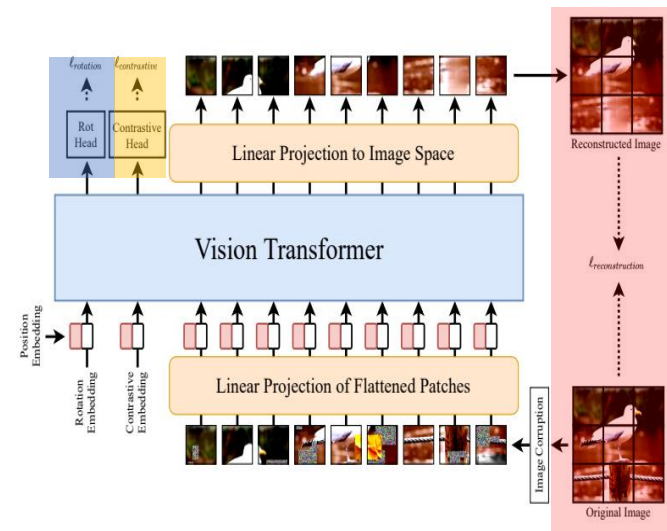 ℓrotation
ℓcontrastive
Rot
Head
Contrastive
Head
Linear Projection to Image Space
Reconstructed Image
Vision Transformer
ℓreconstruction
Position
Embedding
Rotation
Embedding
Contrastive
Embedding
Linear Projection of Flattened Patches
Image Corruption
Original Image